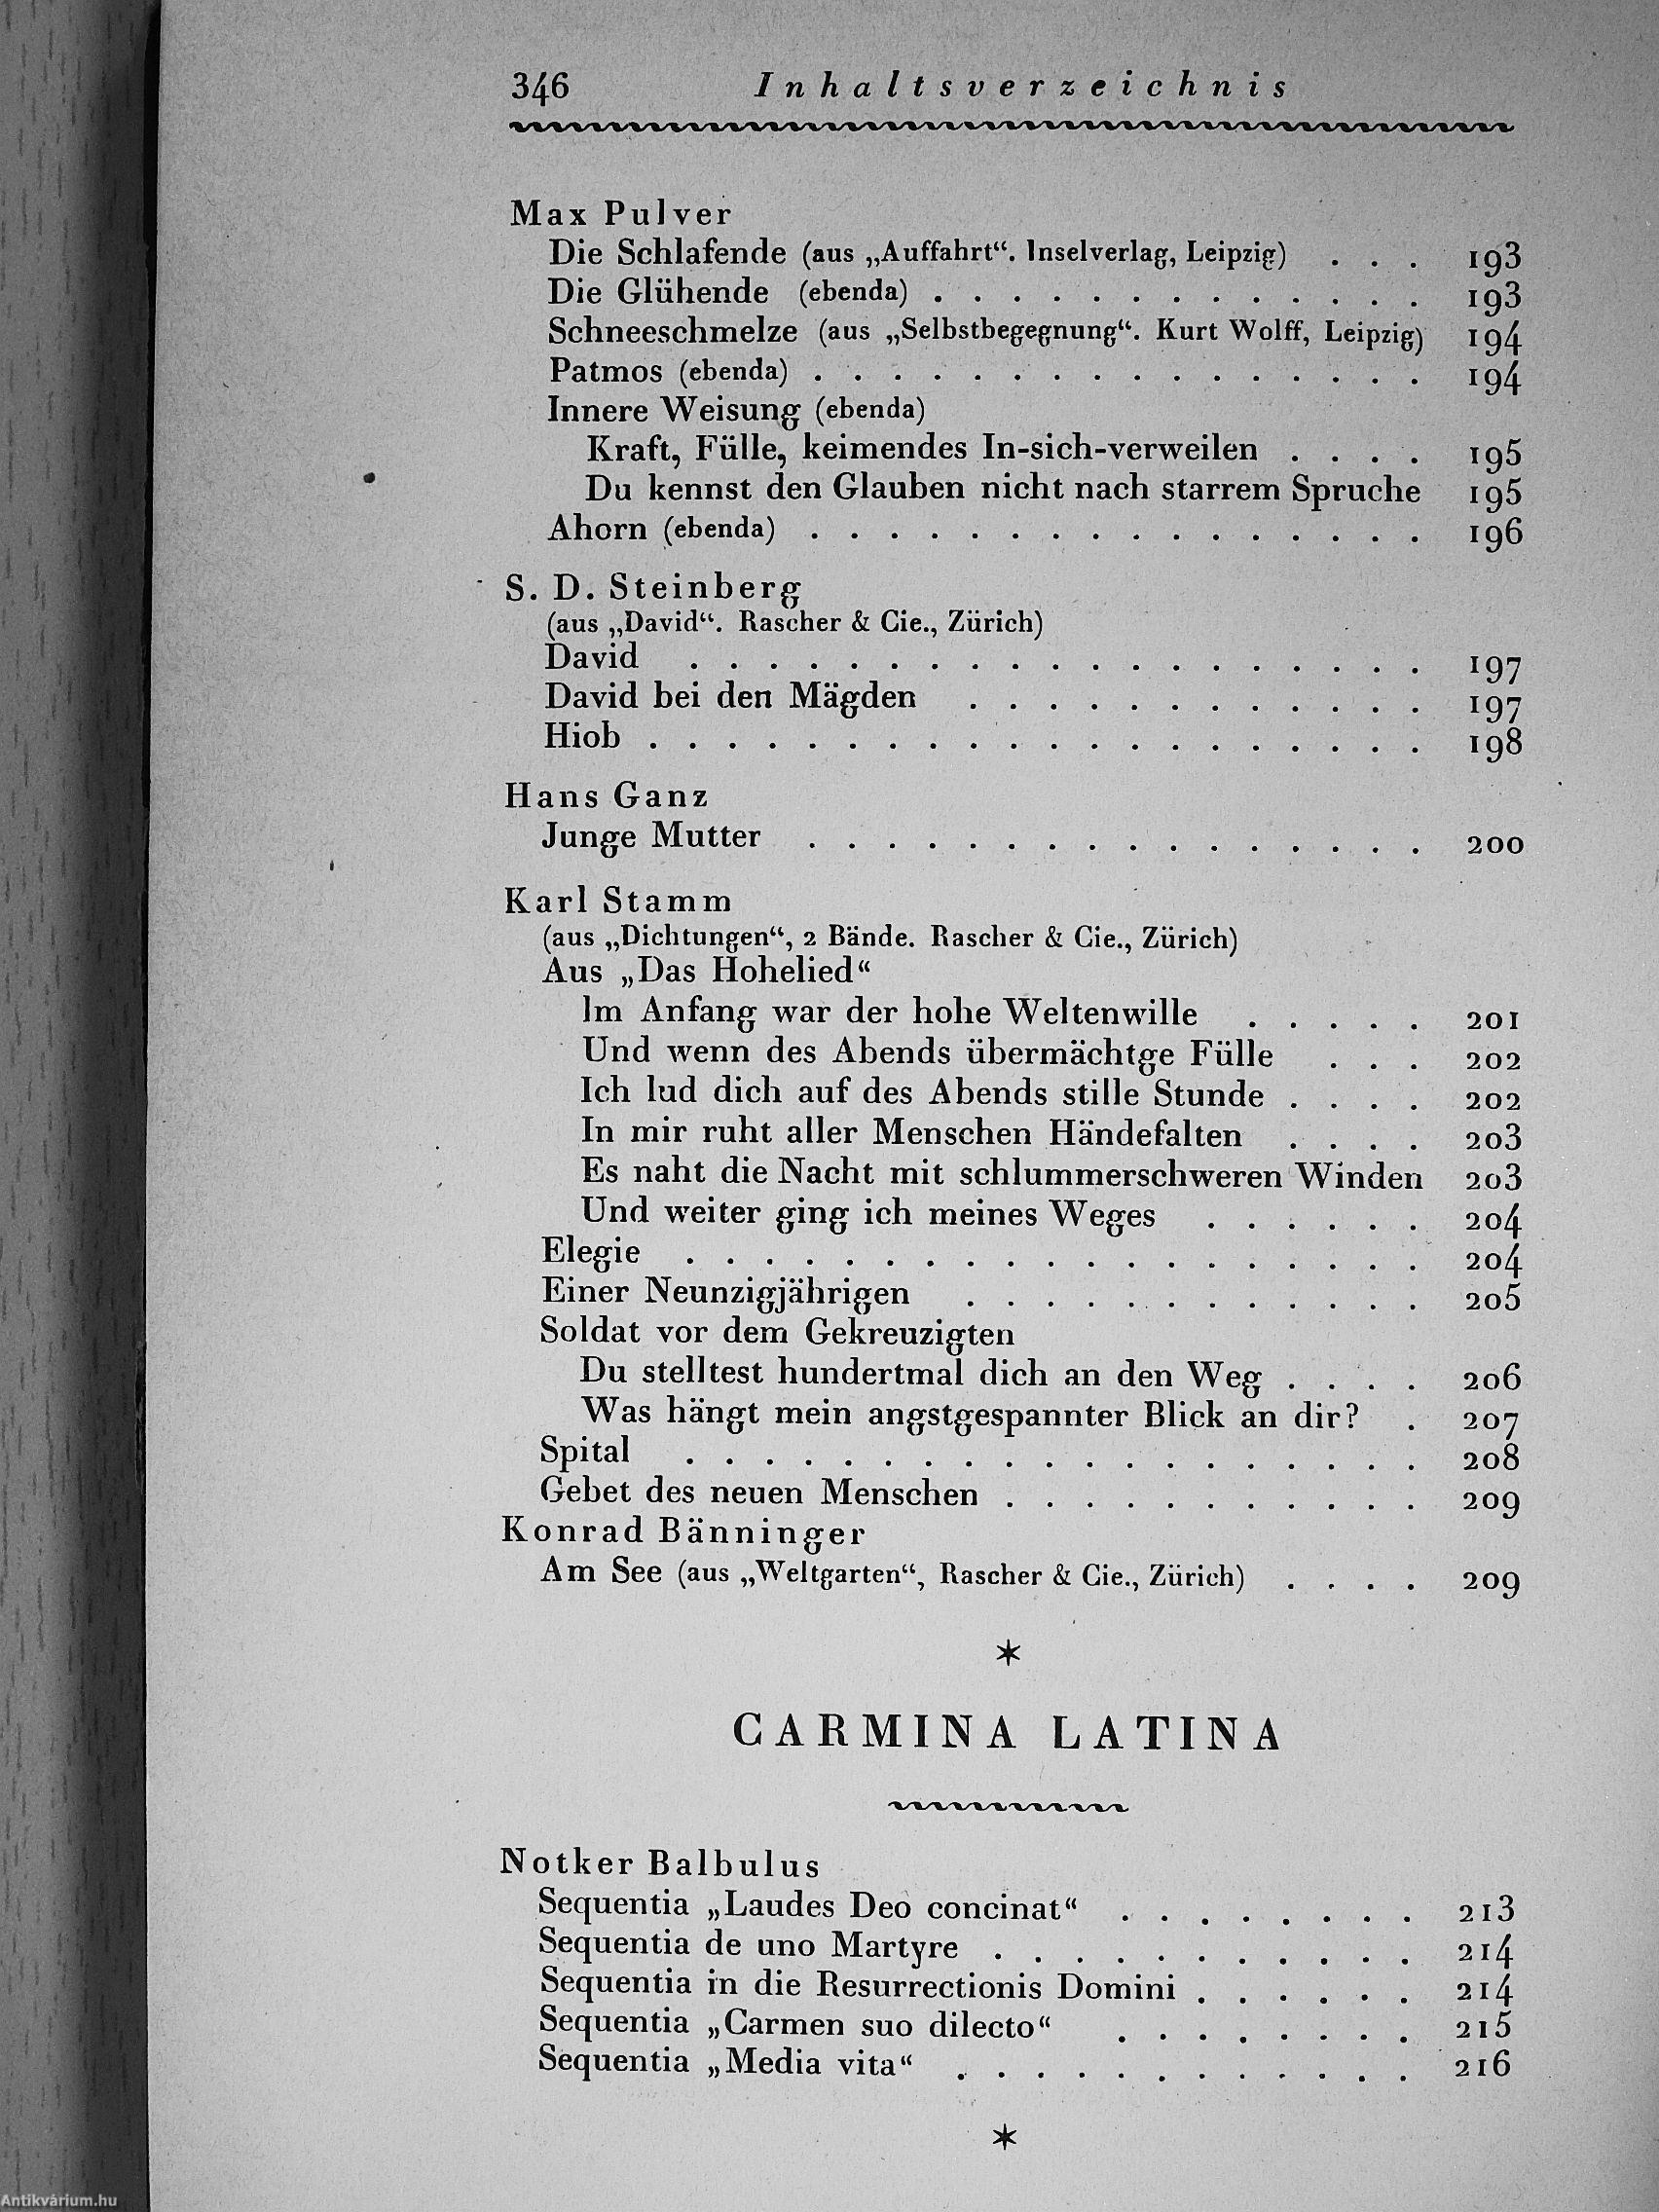 346 Inhaltsverzeichnis
Max Pulver
Die Schlafende (aus „Auffahrt“. Inselverlag, Leipzig) . . . 193
Die Glühende (ebenda) . . . . . . . . . . . . . 193
Schneeschmelze (aus „Selbstbegegnung“. Kurt Wolff, Leipzig) 194
Patmos (ebenda) . . . . . . . . . . . . . . . . 194
Innere Weisung (ebenda)
Kraft, Fülle, keimendes In-sich-verweilen . . . . 195
Du kennst den Glauben nicht nach starrem Spruche 195
Ahorn (ebenda) . . . . . . . . . . . . . . . . 196
S. D. Steinberg
(aus „David“. Rascher & Cie., Zürich)
David . . . . . . . . . . . . . . . . . . . 197
David bei den Mägden . . . . . . . . . . . . 197
Hiob . . . . . . . . . . . . . . . . . . . . 198
Hans Ganz
Junge Mutter . . . . . . . . . . . . . . . . 200
Karl Stamm
(aus „Dichtungen“, 2 Bände. Rascher & Cie., Zürich)
Aus „Das Hohelied“
Im Anfang war der hohe Weltenwille . . . . . 201
Und wenn des Abends übermächtge Fülle . . . 202
Ich lud dich auf des Abends stille Stunde . . . . 202
In mir ruht aller Menschen Händefalten . . . . 203
Es naht die Nacht mit schlummerschweren Winden 203
Und weiter ging ich meines Weges . . . . . . 204
Elegie . . . . . . . . . . . . . . . . . . . 204
Einer Neunzigjährigen . . . . . . . . . . . . 205
Soldat vor dem Gekreuzigten
Du stelltest hundertmal dich an den Weg . . . . 206
Was hängt mein angstgespannter Blick an dir? . 207
Spital . . . . . . . . . . . . . . . . . . . 208
Gebet des neuen Menschen . . . . . . . . . . . 209
Konrad Bänninger
Am See (aus „Weltgarten“, Rascher & Cie., Zürich) . . . . 209
*
CARMINA LATINA
Notker Balbulus
Sequentia „Laudes Deo concinat“ . . . . . . . . 213
Sequentia de uno Martyre . . . . . . . . . . . 214
Sequentia in die Resurrectionis Domini . . . . . . 214
Sequentia „Carmen suo dilecto“ . . . . . . . . 215
Sequentia „Media vita“ . . . . . . . . . . . . 216
*
Antikvárium.hu